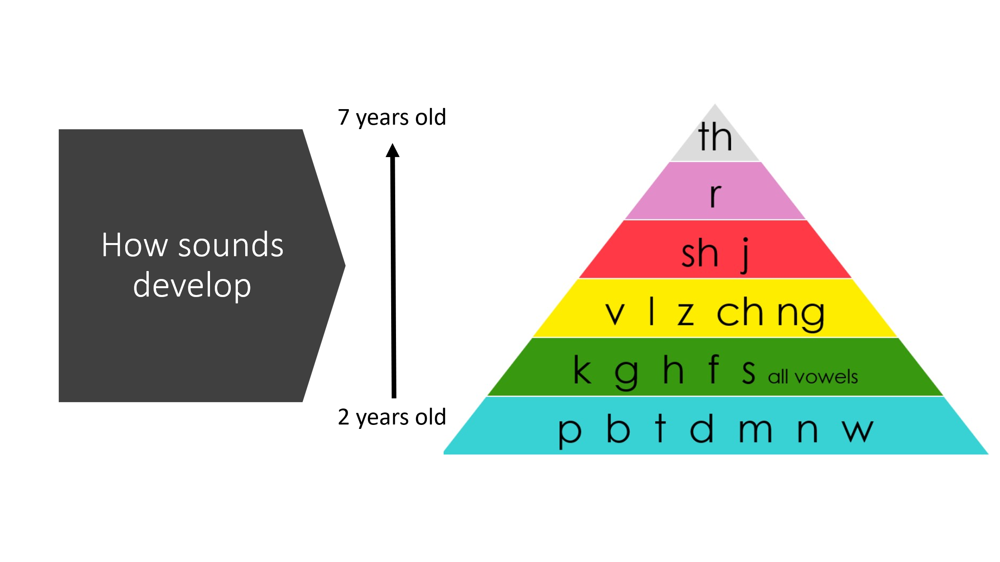 How sounds
develop
7 years old
2 years old
th
r
sh j
v l z ch ng
k g h f s all vowels
p b t d m n w